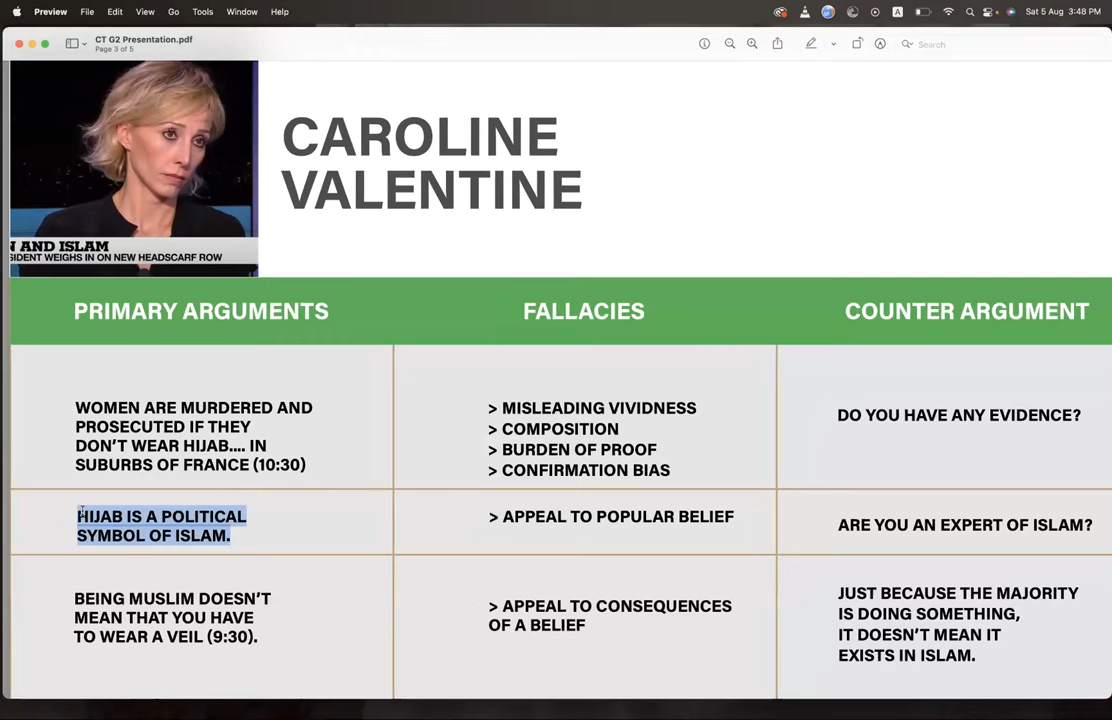 Preview File Edit View Go Tools Window Help
A
Sat 5 Aug 3:48 PM
CT G2 Presentation.pdf
Page 3 of 5
Search
N AND ISLAM
SIDENT WEIGHS IN ON NEW HEADSCARF ROW
CAROLINE
VALENTINE
PRIMARY ARGUMENTS
FALLACIES
COUNTER ARGUMENT
WOMEN ARE MURDERED AND
PROSECUTED IF THEY
DON'T WEAR HIJAB.... IN
SUBURBS OF FRANCE (10:30)
> MISLEADING VIVIDNESS
> COMPOSITION
> BURDEN OF PROOF
> CONFIRMATION BIAS
DO YOU HAVE ANY EVIDENCE?
HIJAB IS A POLITICAL
SYMBOL OF ISLAM.
> APPEAL TO POPULAR BELIEF
ARE YOU AN EXPERT OF ISLAM?
BEING MUSLIM DOESN'T
MEAN THAT YOU HAVE
TO WEAR A VEIL (9:30).
> APPEAL TO CONSEQUENCES
OF A BELIEF
JUST BECAUSE THE MAJORITY
IS DOING SOMETHING,
IT DOESN'T MEAN IT
EXISTS IN ISLAM.